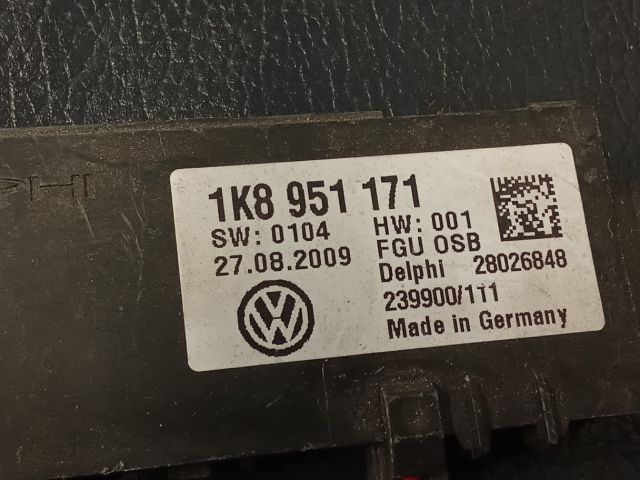 1K8 951 171
SW: 0104 HW: 001
27.08.2009 FGU OSB
Delphi 28026848
239900/111
Made in Germany